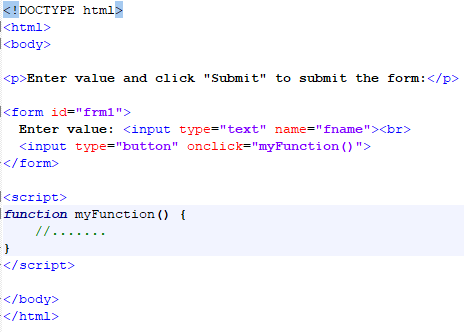 <!DOCTYPE html>
<html>
<body>
<p>Enter value and click "Submit" to submit the form:</p>
<form id="frm1">
Enter value: <input type="text" name="fname"><br>
<input type="button" onclick="myFunction()">
</form>
<script>
function myFunction() {
//.......
}
</script>
</body>
</html>